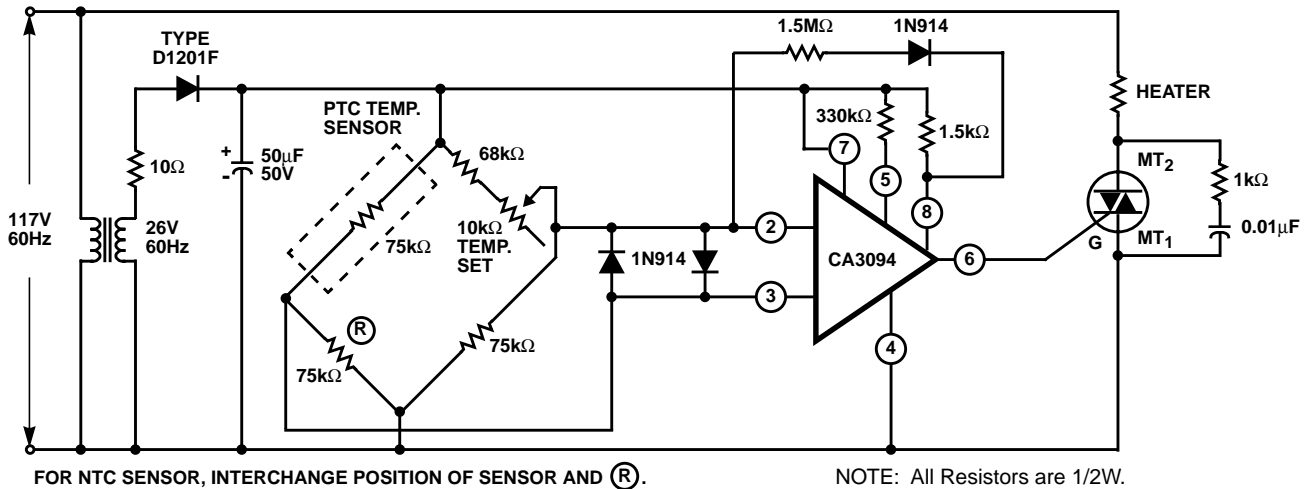 117V
60Hz
26V
60Hz
10Ω
TYPE
D1201F
+
-
50μF
50V
PTC TEMP.
SENSOR
75kΩ
68kΩ
10kΩ
TEMP.
SET
R
75kΩ
75kΩ
1N914
1.5MΩ
1N914
330kΩ
1.5kΩ
7
5
8
2
3
CA3094
6
4
HEATER
MT2
MT1
G
1kΩ
0.01μF
FOR NTC SENSOR, INTERCHANGE POSITION OF SENSOR AND R.
NOTE: All Resistors are 1/2W.